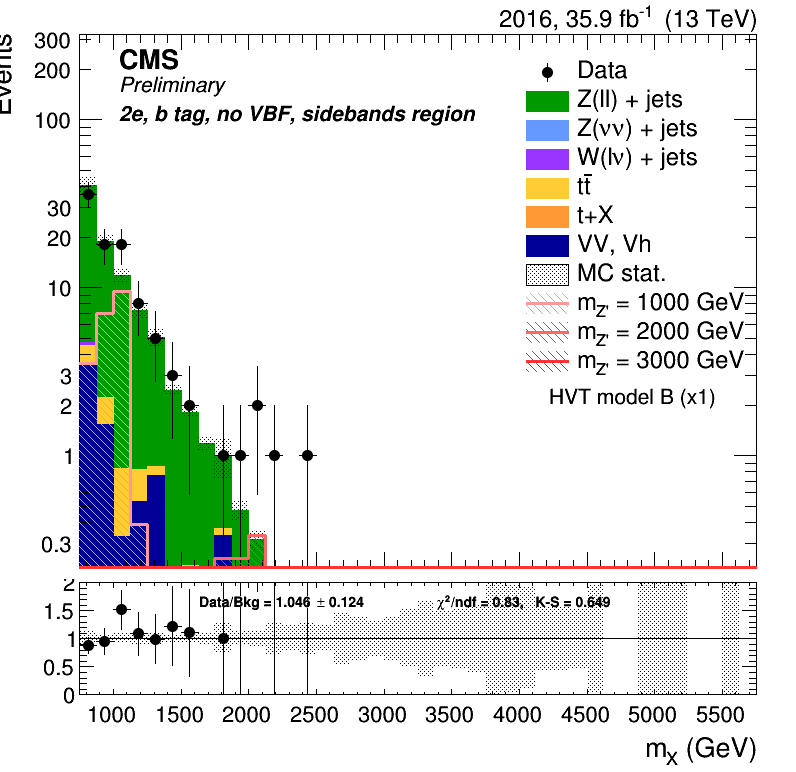 2016, 35.9 fb⁻¹ (13 TeV)
Events
CMS
Preliminary
2e, b tag, no VBF, sidebands region
Data
Z(ll) + jets
Z(νν) + jets
W(lν) + jets
tt̄
t+X
VV, Vh
MC stat.
m_Z' = 1000 GeV
m_Z' = 2000 GeV
m_Z' = 3000 GeV
HVT model B (x1)
300
200
100
30
20
10
3
2
1
0.3
Data/Bkg = 1.046 ± 0.124 χ²/ndf = 0.83, K-S = 0.649
2
1.5
1
0.5
0
1000 1500 2000 2500 3000 3500 4000 4500 5000 5500
m_X (GeV)